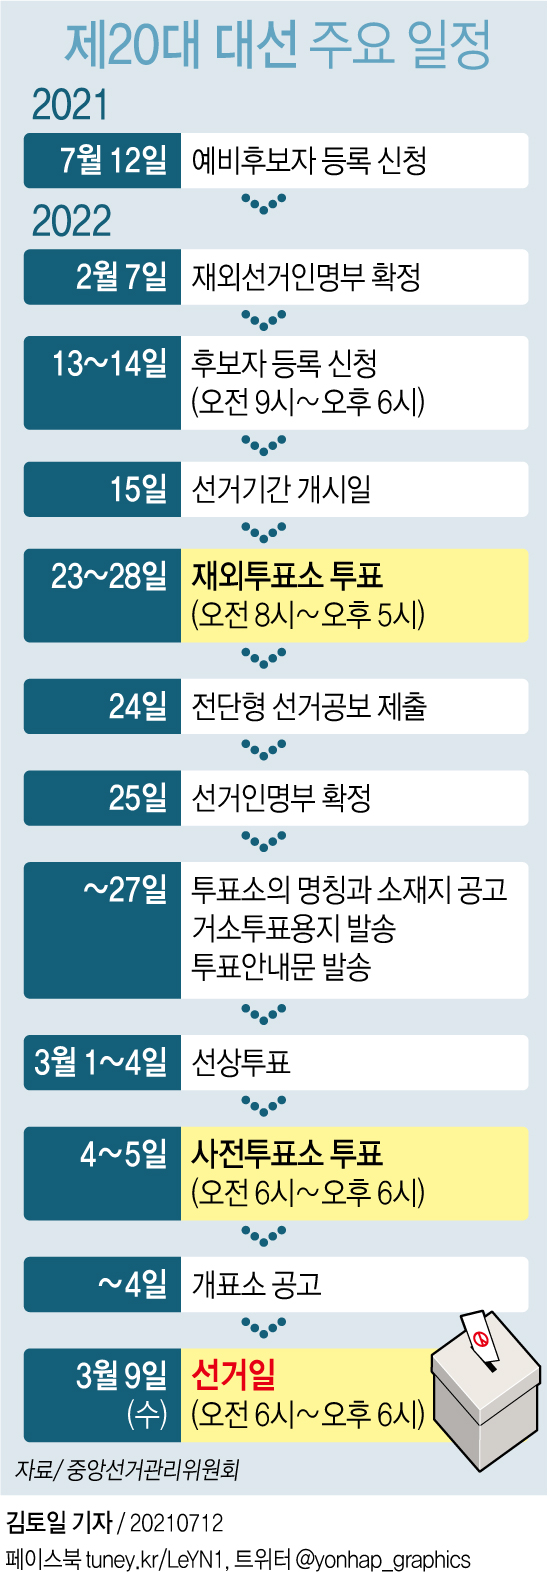 제20대 대선 주요 일정
2021
7월 12일 예비후보자 등록 신청
2022
2월 7일 재외선거인명부 확정
13~14일 후보자 등록 신청
(오전 9시~오후 6시)
15일 선거기간 개시일
23~28일 재외투표소 투표
(오전 8시~오후 5시)
24일 전단형 선거공보 제출
25일 선거인명부 확정
~27일 투표소의 명칭과 소재지 공고
거소투표용지 발송
투표안내문 발송
3월 1~4일 선상투표
4~5일 사전투표소 투표
(오전 6시~오후 6시)
~4일 개표소 공고
3월 9일 선거일
(수) (오전 6시~오후 6시)
자료/ 중앙선거관리위원회
김토일 기자 / 20210712
페이스북 tuney.kr/LeYN1, 트위터 @yonhap_graphics